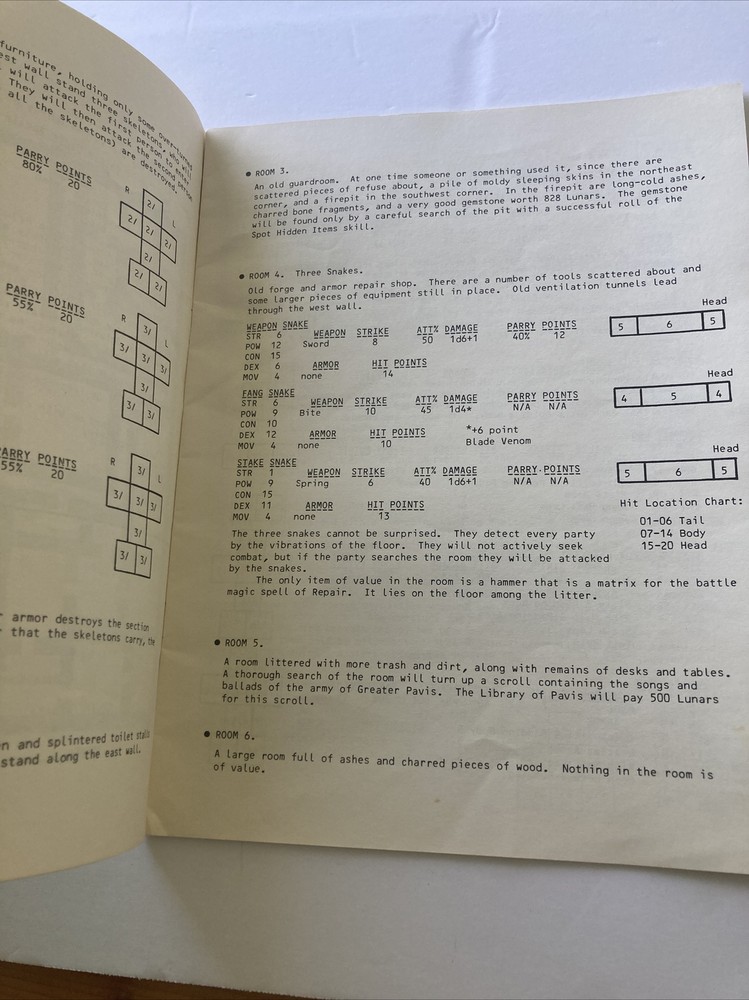 furniture, holding only some overturned
est wall stand three skeletons, who
will attack the first person to enter
They will then attack the second person
all the skeletons) are destroyed.
PARRY POINTS
80% 20
R
L
2/
2/ 2/ 2/
2/
2/ 2/
PARRY POINTS
55% 20
R
L
3/
3/ 3/ 3/
3/
3/ 3/
PARRY POINTS
55% 20
R
L
3/
3/ 3/ 3/
3/
3/ 3/
armor destroys the section
that the skeletons carry, the
n and splintered toilet stalls
stand along the east wall.
● ROOM 3.
An old guardroom. At one time someone or something used it, since there are
scattered pieces of refuse about, a pile of moldy sleeping skins in the northeast
corner, and a firepit in the southwest corner. In the firepit are long-cold ashes,
charred bone fragments, and a very good gemstone worth 828 Lunars. The gemstone
will be found only by a careful search of the pit with a successful roll of the
Spot Hidden Items skill.
● ROOM 4. Three Snakes.
Old forge and armor repair shop. There are a number of tools scattered about and
some larger pieces of equipment still in place. Old ventilation tunnels lead
through the west wall.
Head
WEAPON SNAKE
STR 6 WEAPON STRIKE ATT% DAMAGE PARRY POINTS
POW 12 Sword 8 50 1d6+1 40% 12
5 6 5
CON 15
DEX 6 ARMOR HIT POINTS
MOV 4 none 14
Head
FANG SNAKE
STR 6 WEAPON STRIKE ATT% DAMAGE PARRY POINTS
POW 9 Bite 10 45 1d4* N/A N/A
4 5 4
CON 10
DEX 12 ARMOR HIT POINTS *+6 point
MOV 4 none 10 Blade Venom
Head
STAKE SNAKE
STR 1 WEAPON STRIKE ATT% DAMAGE PARRY POINTS
POW 9 Spring 6 40 1d6+1 N/A N/A
5 6 5
CON 15
DEX 11 ARMOR HIT POINTS
MOV 4 none 13
Hit Location Chart:
01-06 Tail
07-14 Body
15-20 Head
The three snakes cannot be surprised. They detect every party
by the vibrations of the floor. They will not actively seek
combat, but if the party searches the room they will be attacked
by the snakes.
The only item of value in the room is a hammer that is a matrix for the battle
magic spell of Repair. It lies on the floor among the litter.
● ROOM 5.
A room littered with more trash and dirt, along with remains of desks and tables.
A thorough search of the room will turn up a scroll containing the songs and
ballads of the army of Greater Pavis. The Library of Pavis will pay 500 Lunars
for this scroll.
● ROOM 6.
A large room full of ashes and charred pieces of wood. Nothing in the room is
of value.